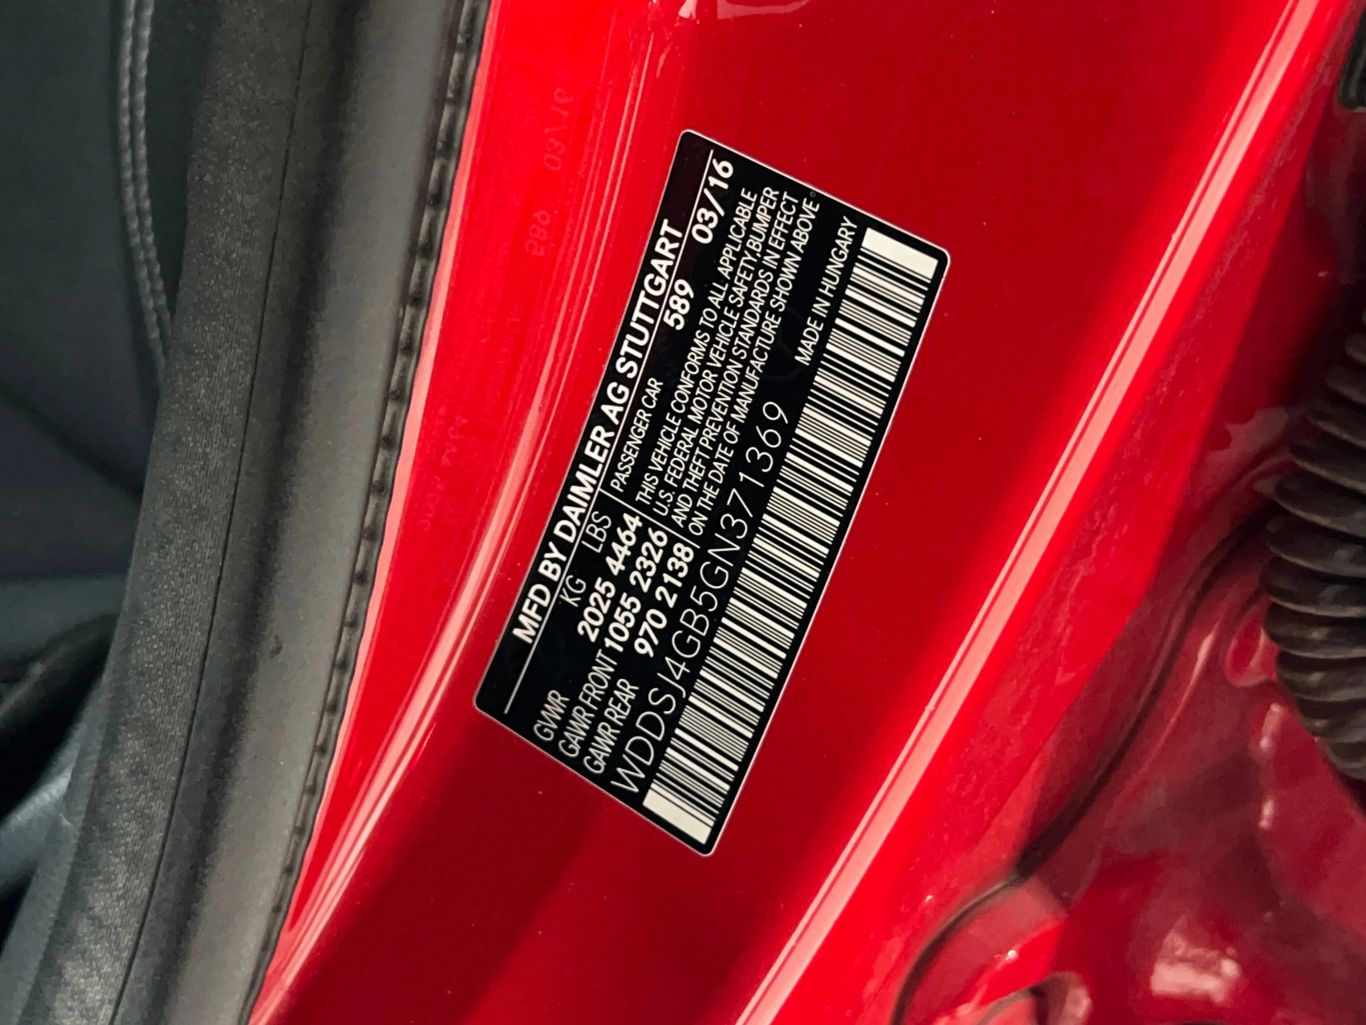 MFD BY DAIMLER AG STUTTGART
KG LBS PASSENGER CAR 589 03/16
GVWR 2025 4464
GAWR FRONT 1055 2326
GAWR REAR 970 2138
THIS VEHICLE CONFORMS TO ALL APPLICABLE
U.S. FEDERAL MOTOR VEHICLE SAFETY,BUMPER
AND THEFT PREVENTION STANDARDS IN EFFECT
ON THE DATE OF MANUFACTURE SHOWN ABOVE
WDDSJ4GB5GN371369 MADE IN HUNGARY